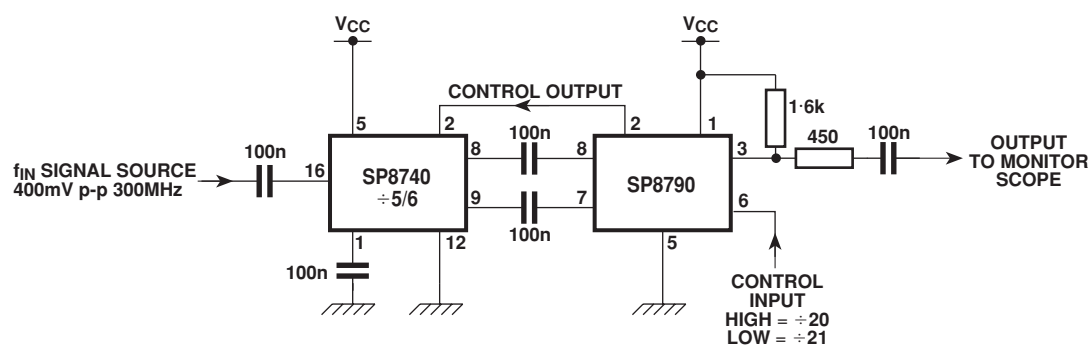 VCC
VCC
CONTROL OUTPUT
1·6k
5
2
2
1
100n
450
100n
fIN SIGNAL SOURCE
400mV p-p 300MHz
100n
16
8
8
3
OUTPUT
TO MONITOR
SCOPE
SP8740
÷5/6
SP8790
9
7
6
100n
1
12
5
100n
CONTROL
INPUT
HIGH = ÷20
LOW = ÷21